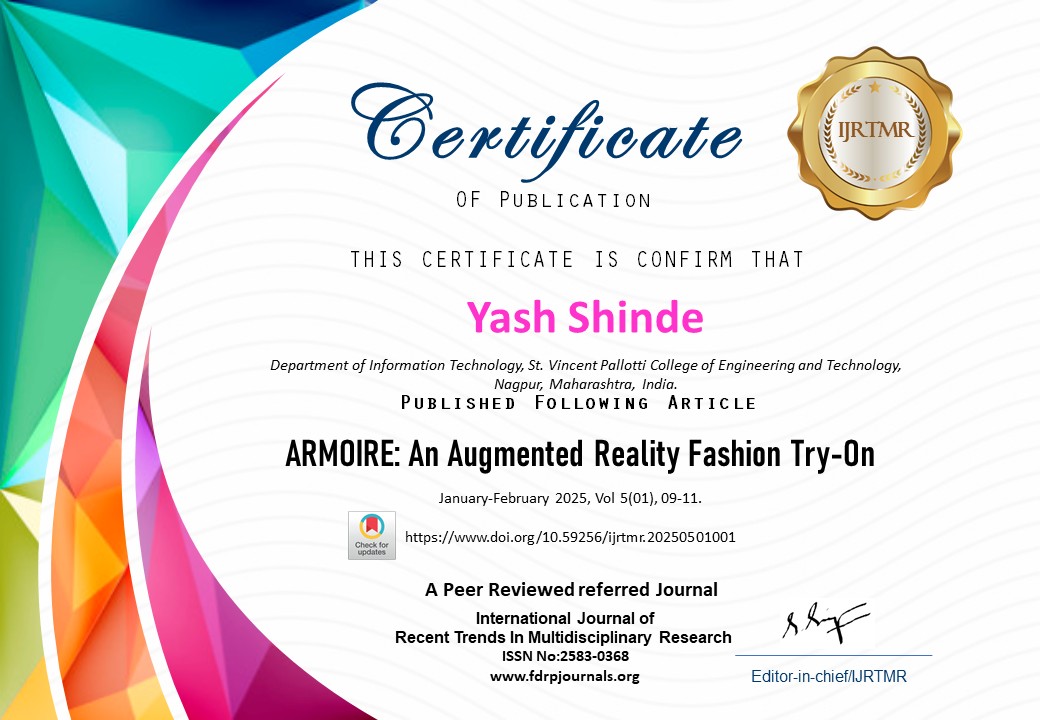 Certificate
OF PUBLICATION
IJRTMR
THIS CERTIFICATE IS CONFIRM THAT
Yash Shinde
Department of Information Technology, St. Vincent Pallotti College of Engineering and Technology,
Nagpur, Maharashtra, India.
PUBLISHED FOLLOWING ARTICLE
ARMOIRE: An Augmented Reality Fashion Try-On
January-February 2025, Vol 5(01), 09-11.
Check for
updates
https://www.doi.org/10.59256/ijrtmr.20250501001
A Peer Reviewed referred Journal
International Journal of
Recent Trends In Multidisciplinary Research
ISSN No:2583-0368
www.fdrpjournals.org
Editor-in-chief/IJRTMR